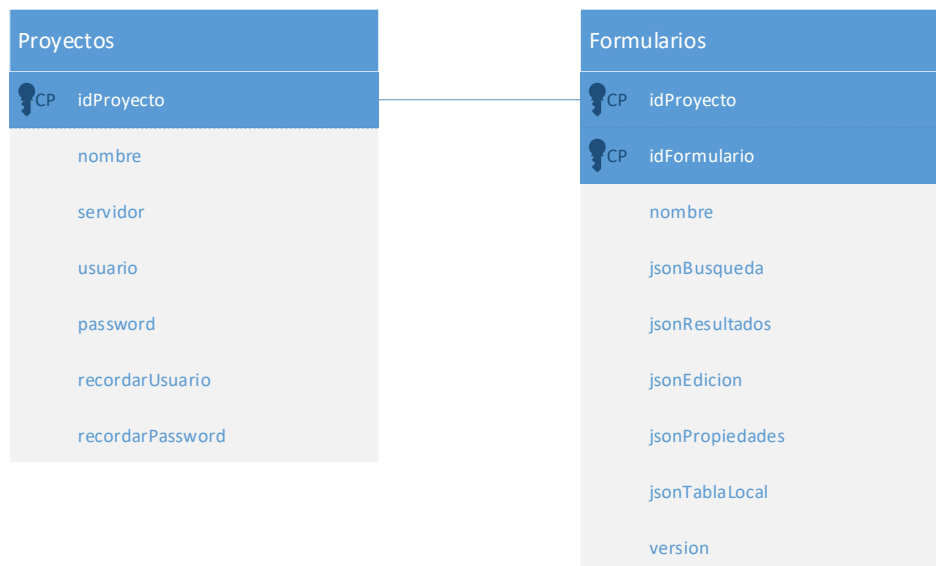 Proyectos
CP idProyecto
nombre
servidor
usuario
password
recordarUsuario
recordarPassword
Formularios
CP idProyecto
CP idFormulario
nombre
jsonBusqueda
jsonResultados
jsonEdicion
jsonPropiedades
jsonTablaLocal
version